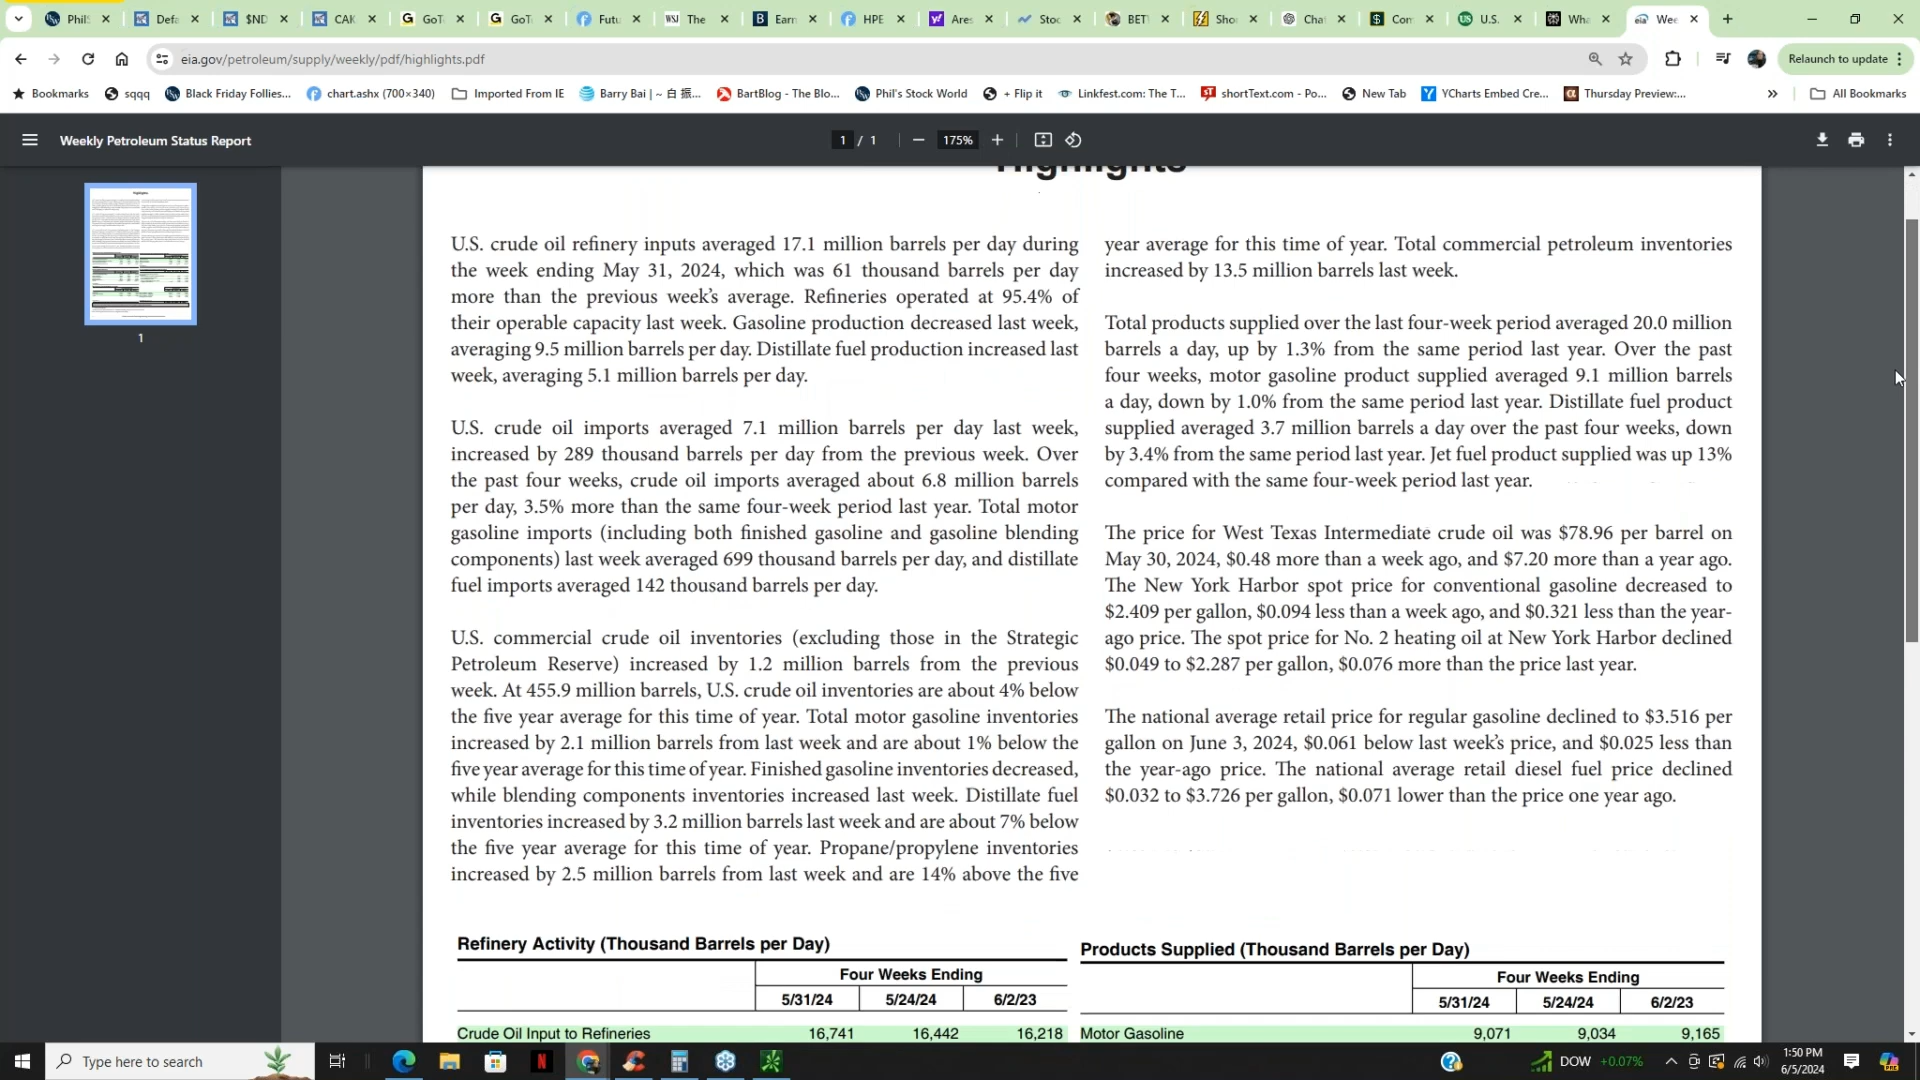 Phil
Defa
$ND
CAK
GoT
GoT
Futu
WSJ The
Earn
HPE
Ares
Stoc
BET
Sho
Cha
Con
U.S.
Wha
eia Wee
eia.gov/petroleum/supply/weekly/pdf/highlights.pdf
Relaunch to update
Bookmarks
sqqq
Black Friday Follies...
chart.ashx (700×340)
Imported From IE
Barry Bai | ~ 白 振...
BartBlog - The Blo...
Phil's Stock World
+ Flip it
Linkfest.com: The T...
shortText.com - Po...
New Tab
YCharts Embed Cre...
Thursday Preview:...
All Bookmarks
Weekly Petroleum Status Report
1 / 1
175%
1
Highlights
U.S. crude oil refinery inputs averaged 17.1 million barrels per day during
the week ending May 31, 2024, which was 61 thousand barrels per day
more than the previous week's average. Refineries operated at 95.4% of
their operable capacity last week. Gasoline production decreased last week,
averaging 9.5 million barrels per day. Distillate fuel production increased last
week, averaging 5.1 million barrels per day.
U.S. crude oil imports averaged 7.1 million barrels per day last week,
increased by 289 thousand barrels per day from the previous week. Over
the past four weeks, crude oil imports averaged about 6.8 million barrels
per day, 3.5% more than the same four-week period last year. Total motor
gasoline imports (including both finished gasoline and gasoline blending
components) last week averaged 699 thousand barrels per day, and distillate
fuel imports averaged 142 thousand barrels per day.
U.S. commercial crude oil inventories (excluding those in the Strategic
Petroleum Reserve) increased by 1.2 million barrels from the previous
week. At 455.9 million barrels, U.S. crude oil inventories are about 4% below
the five year average for this time of year. Total motor gasoline inventories
increased by 2.1 million barrels from last week and are about 1% below the
five year average for this time of year. Finished gasoline inventories decreased,
while blending components inventories increased last week. Distillate fuel
inventories increased by 3.2 million barrels last week and are about 7% below
the five year average for this time of year. Propane/propylene inventories
increased by 2.5 million barrels from last week and are 14% above the five
year average for this time of year. Total commercial petroleum inventories
increased by 13.5 million barrels last week.
Total products supplied over the last four-week period averaged 20.0 million
barrels a day, up by 1.3% from the same period last year. Over the past
four weeks, motor gasoline product supplied averaged 9.1 million barrels
a day, down by 1.0% from the same period last year. Distillate fuel product
supplied averaged 3.7 million barrels a day over the past four weeks, down
by 3.4% from the same period last year. Jet fuel product supplied was up 13%
compared with the same four-week period last year.
The price for West Texas Intermediate crude oil was $78.96 per barrel on
May 30, 2024, $0.48 more than a week ago, and $7.20 more than a year ago.
The New York Harbor spot price for conventional gasoline decreased to
$2.409 per gallon, $0.094 less than a week ago, and $0.321 less than the year-
ago price. The spot price for No. 2 heating oil at New York Harbor declined
$0.049 to $2.287 per gallon, $0.076 more than the price last year.
The national average retail price for regular gasoline declined to $3.516 per
gallon on June 3, 2024, $0.061 below last week's price, and $0.025 less than
the year-ago price. The national average retail diesel fuel price declined
$0.032 to $3.726 per gallon, $0.071 lower than the price one year ago.
Refinery Activity (Thousand Barrels per Day)
Four Weeks Ending
5/31/24 5/24/24 6/2/23
Crude Oil Input to Refineries 16,741 16,442 16,218
Products Supplied (Thousand Barrels per Day)
Four Weeks Ending
5/31/24 5/24/24 6/2/23
Motor Gasoline 9,071 9,034 9,165
Type here to search
DOW +0.07%
1:50 PM
6/5/2024